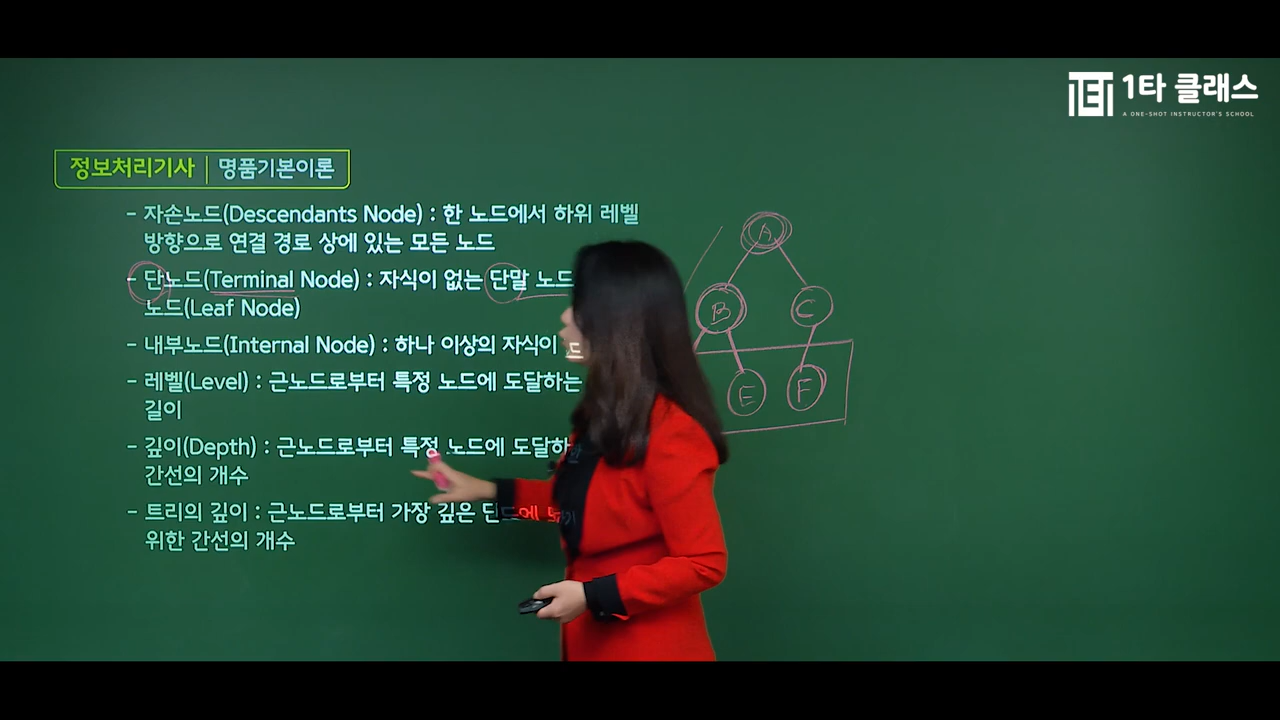 1타 클래스
A ONE-SHOT INSTRUCTOR'S SCHOOL
정보처리기사 | 명품기본이론
- 자손노드(Descendants Node) : 한 노드에서 하위 레벨
방향으로 연결 경로 상에 있는 모든 노드
- 단노드(Terminal Node) : 자식이 없는 단말 노드
노드(Leaf Node)
- 내부노드(Internal Node) : 하나 이상의 자식이
- 레벨(Level) : 근노드로부터 특정 노드에 도달하는
길이
- 깊이(Depth) : 근노드로부터 특정 노드에 도달하
간선의 개수
- 트리의 깊이 : 근노드로부터 가장 깊은
위한 간선의 개수
A
B C
E F